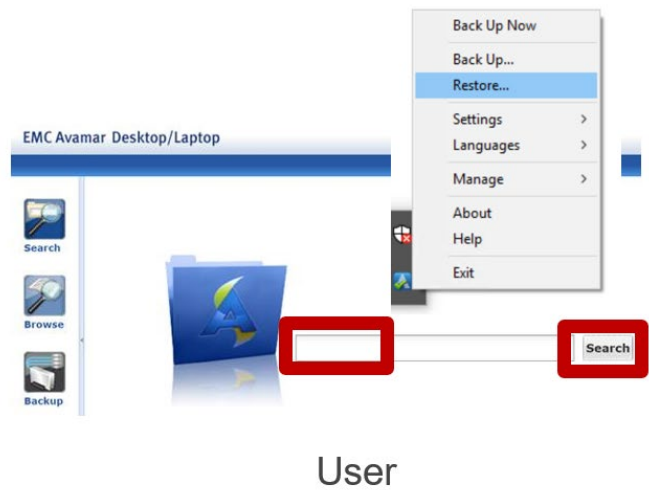 Back Up Now
Back Up...
Restore...
Settings
Languages
Manage
About
Help
Exit
EMC Avamar Desktop/Laptop
Search
Browse
Backup
Search
User